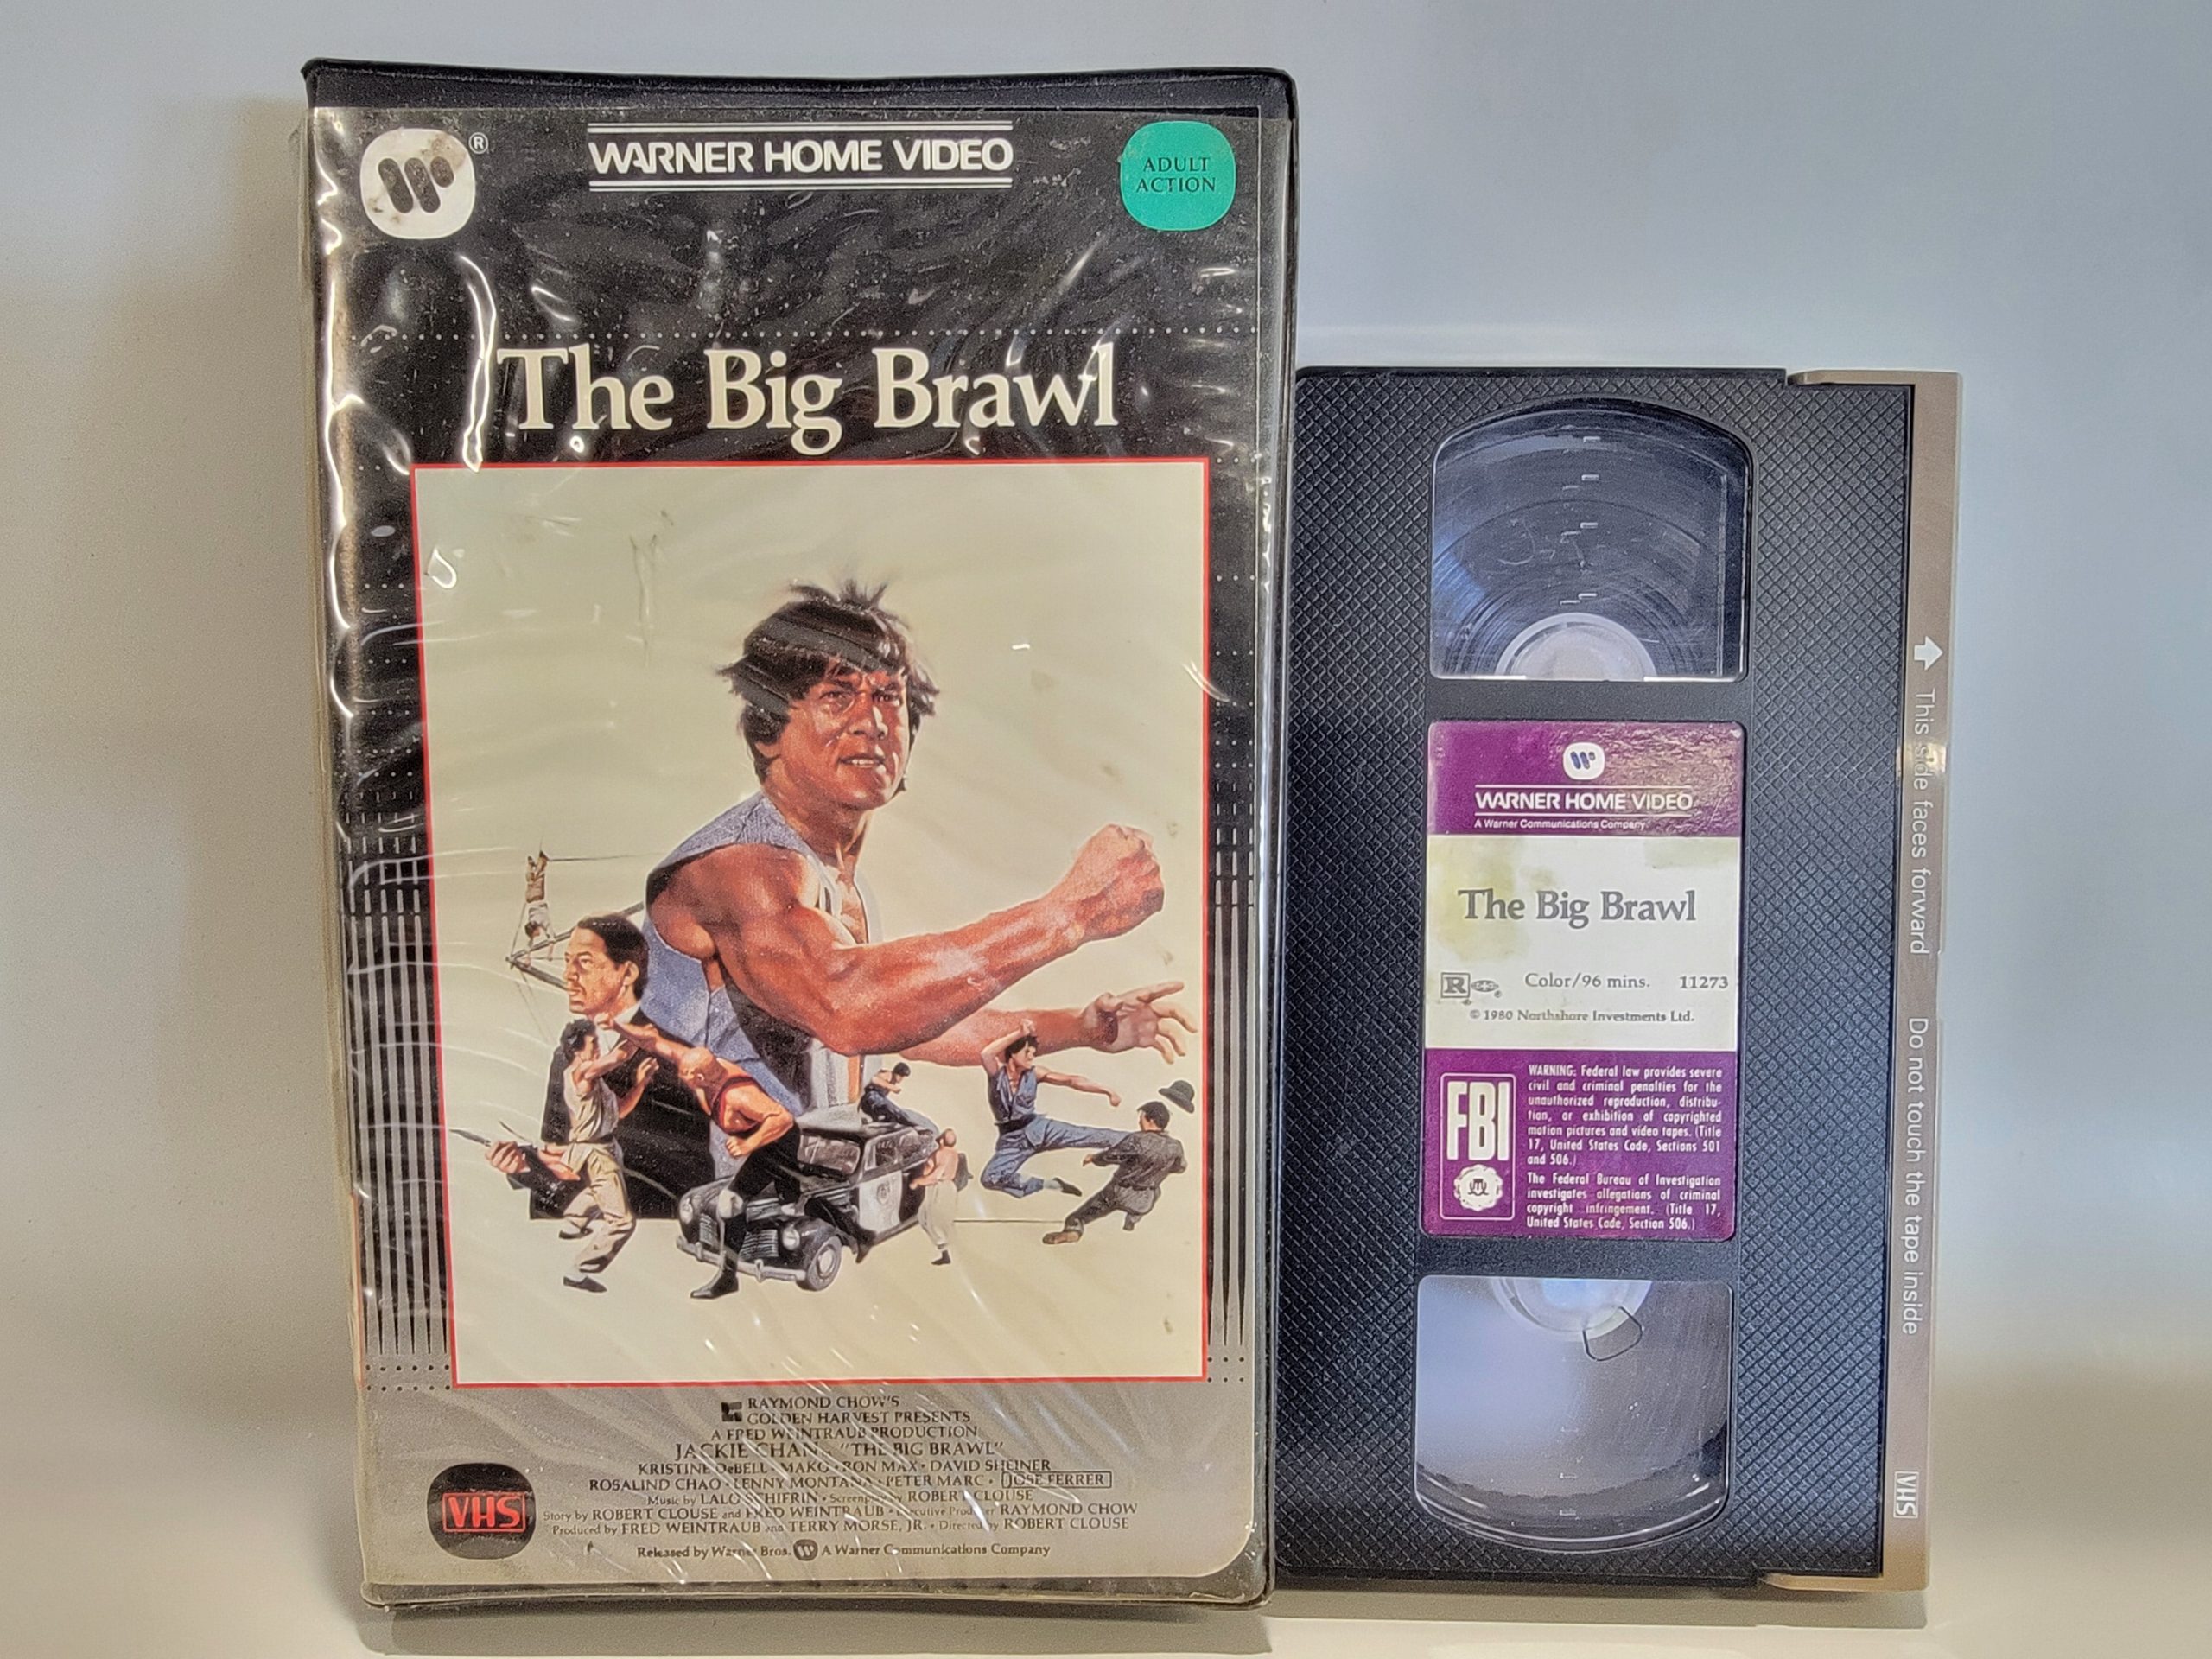 WARNER HOME VIDEO
ADULT
ACTION
The Big Brawl
RAYMOND CHOW'S
GOLDEN HARVEST PRESENTS
A FRED WEINTRAUB PRODUCTION
JACKIE CHAN in "THE BIG BRAWL"
KRISTINE DeBELL • MAKO • RON MAX • DAVID SHEINER
ROSALIND CHAO • LENNY MONTANA • PETER MARC • JOSE FERRER
Music by LALO SCHIFRIN • Screenplay by ROBERT CLOUSE
Story by ROBERT CLOUSE and FRED WEINTRAUB • Executive Producer RAYMOND CHOW
Produced by FRED WEINTRAUB and TERRY MORSE, JR. • Directed by ROBERT CLOUSE
Released by Warner Bros. W A Warner Communications Company
VHS
WARNER HOME VIDEO
A Warner Communications Company
The Big Brawl
R Color/96 mins. 11273
© 1980 Northshore Investments Ltd.
FBI
WARNING: Federal law provides severe
civil and criminal penalties for the
unauthorized reproduction, distribu-
tion, or exhibition of copyrighted
motion pictures and video tapes. (Title
17, United States Code, Sections 501
and 506.)
The Federal Bureau of Investigation
investigates allegations of criminal
copyright infringement. (Title 17,
United States Code, Section 506.)
This side faces forward Do not touch the tape inside
VHS